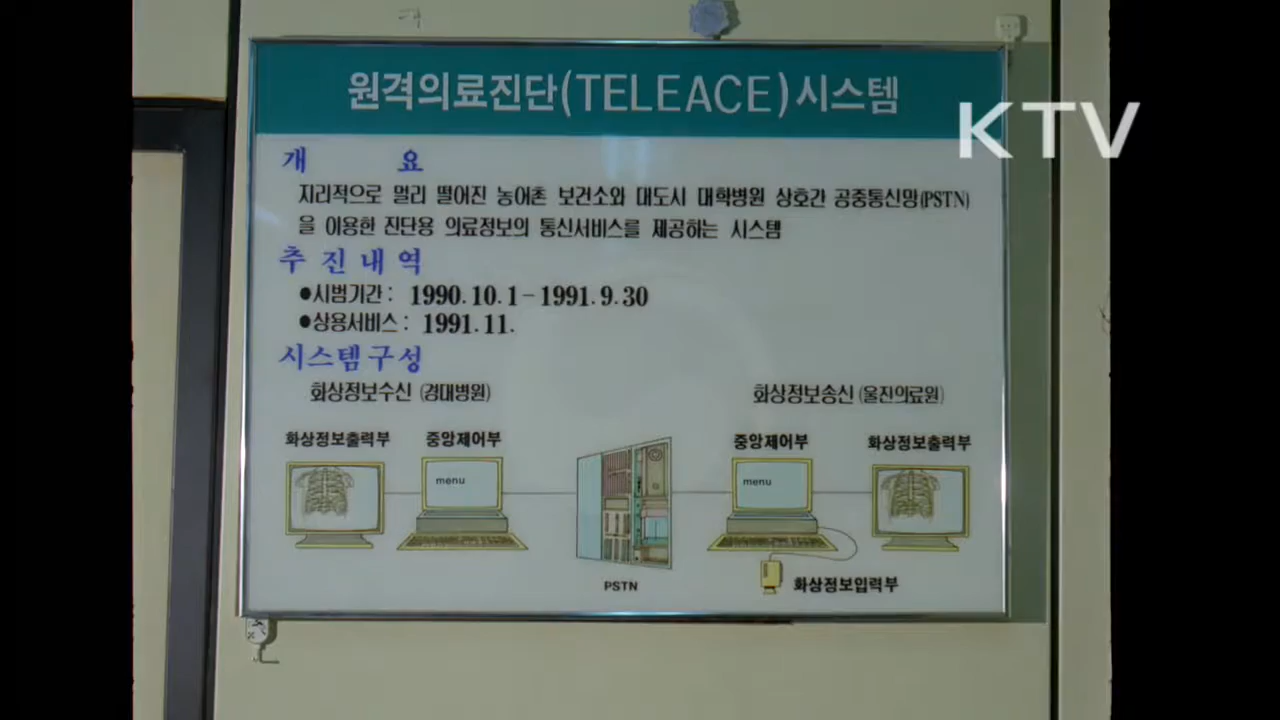 원격의료진단(TELEACE)시스템
KTV
개 요
지리적으로 멀리 떨어진 농어촌 보건소와 대도시 대학병원 상호간 공중통신망(PSTN)
을 이용한 진단용 의료정보의 통신서비스를 제공하는 시스템
추진내역
●시범기간 : 1990.10.1-1991.9.30
●상용서비스 : 1991.11.
시스템구성
화상정보수신 (경대병원) 화상정보송신 (울진의료원)
화상정보출력부 중앙제어부 중앙제어부 화상정보출력부
menu menu
PSTN 화상정보입력부